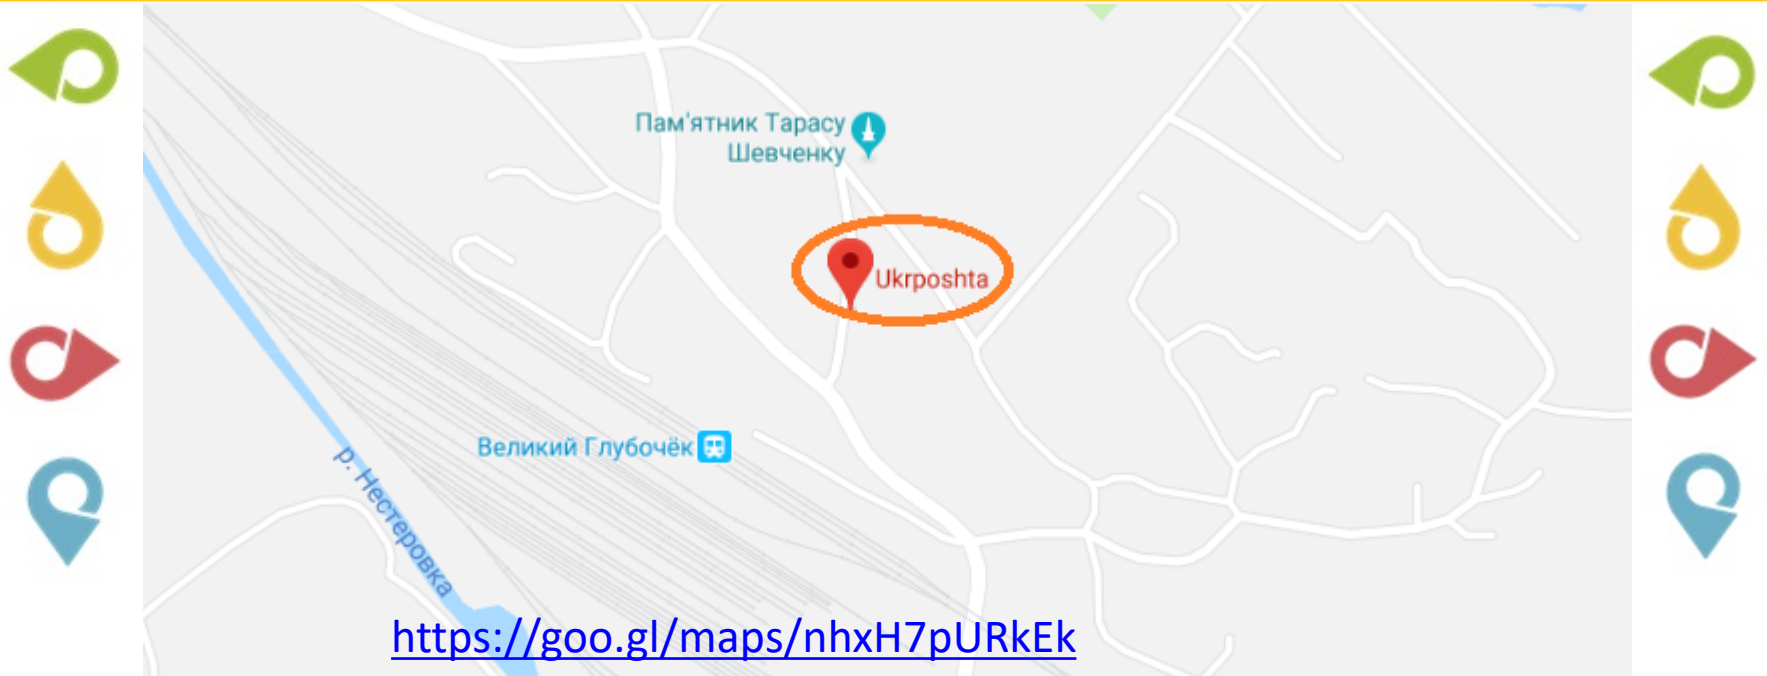 Пам'ятник Тарасу
Шевченку
Ukrposhta
Великий Глубочёк
р. Нестеровка
https://goo.gl/maps/nhxH7pURkEk